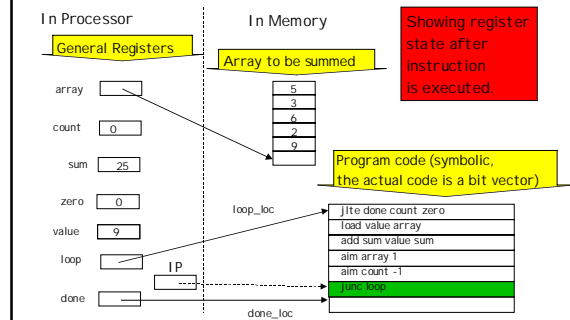 In Processor
In Memory
General Registers
Array to be summed
Showing register
state after
instruction
is executed.
array
count
0
sum
25
zero
0
value
9
loop
IP
done
5
3
6
2
9
Program code (symbolic,
the actual code is a bit vector)
loop_loc
done_loc
jlte done count zero
load value array
add sum value sum
aim array 1
aim count -1
junc loop